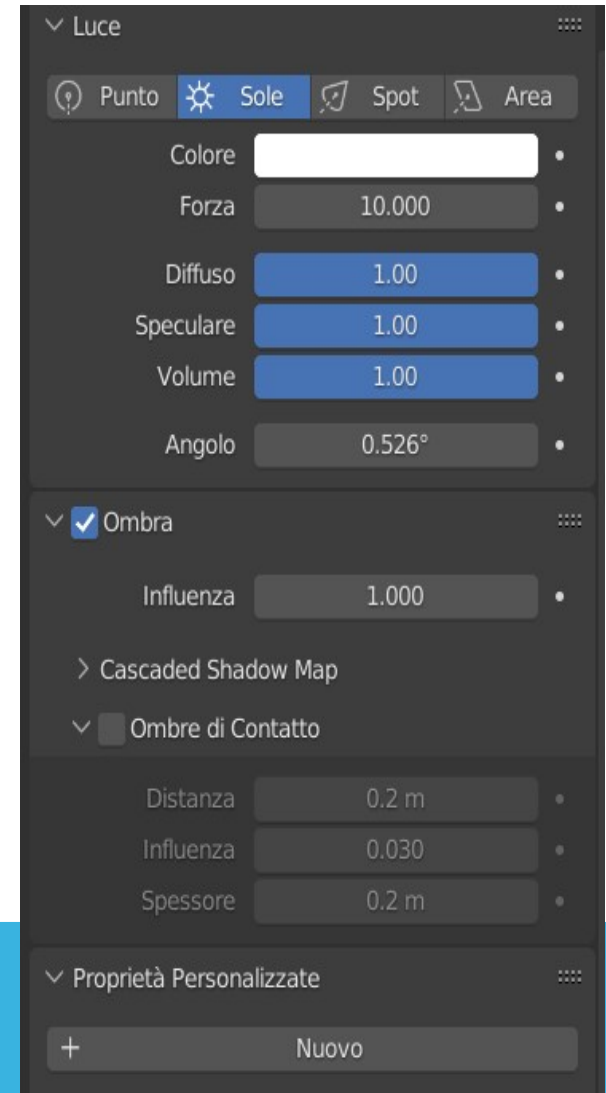 Luce
Punto Sole Spot Area
Colore
Forza 10.000
Diffuso 1.00
Speculare 1.00
Volume 1.00
Angolo 0.526°
Ombra
Influenza 1.000
Cascaded Shadow Map
Ombre di Contatto
Distanza 0.2 m
Influenza 0.030
Spessore 0.2 m
Proprietà Personalizzate
+ Nuovo